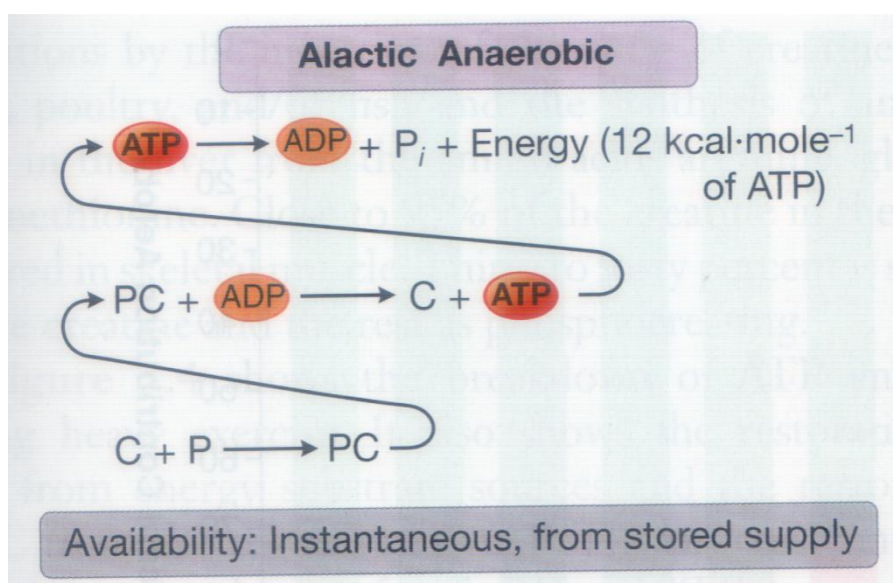 Alactic Anaerobic
ATP → ADP + Pi + Energy (12 kcal·mole⁻¹
of ATP)
PC + ADP → C + ATP
C + P → PC
Availability: Instantaneous, from stored supply